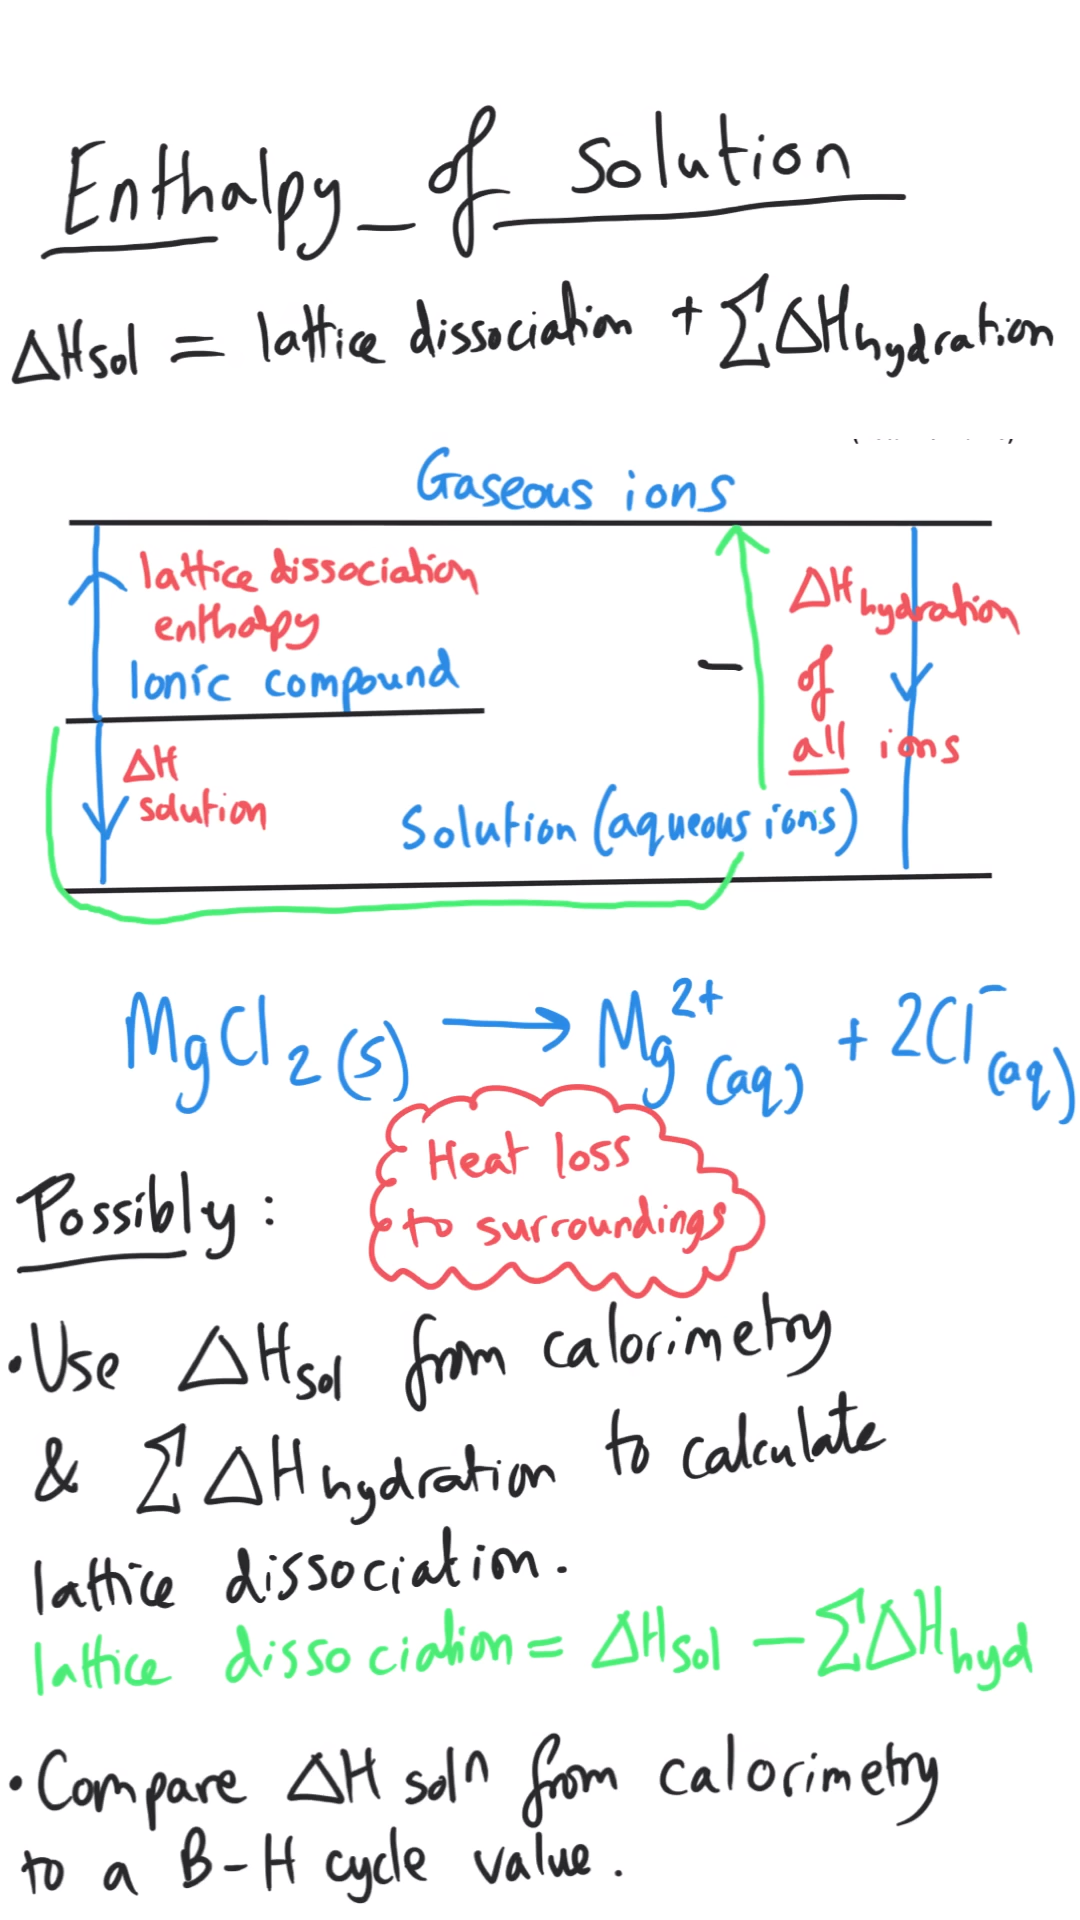 Enthalpy of solution
ΔHsol = lattice dissociation + ΣΔHhydration
Gaseous ions
lattice dissociation
enthalpy
Ionic compound
ΔH
solution
ΔHhydration
of
all ions
−
Solution (aqueous ions)
MgCl2(s) → Mg2+(aq) + 2Cl-(aq)
Heat loss
to surroundings
Possibly:
• Use ΔHsol from calorimetry
& ΣΔHhydration to calculate
lattice dissociation.
lattice dissociation = ΔHsol − ΣΔHhyd
• Compare ΔH soln from calorimetry
to a B-H cycle value.